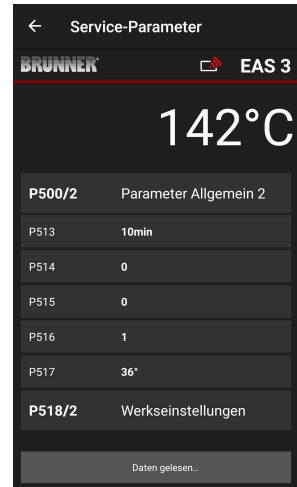 ← Service-Parameter
BRUNNER EAS 3
142°C
P500/2 Parameter Allgemein 2
P513 10min
P514 0
P515 0
P516 1
P517 36°
P518/2 Werkseinstellungen
Daten gelesen..